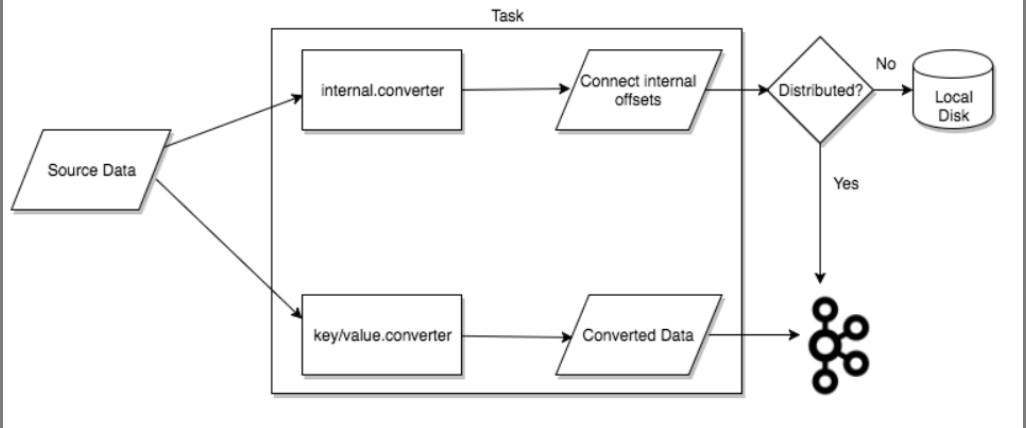 Task
internal.converter
Connect internal
offsets
Distributed?
No
Local
Disk
Source Data
Yes
key/value.converter
Converted Data